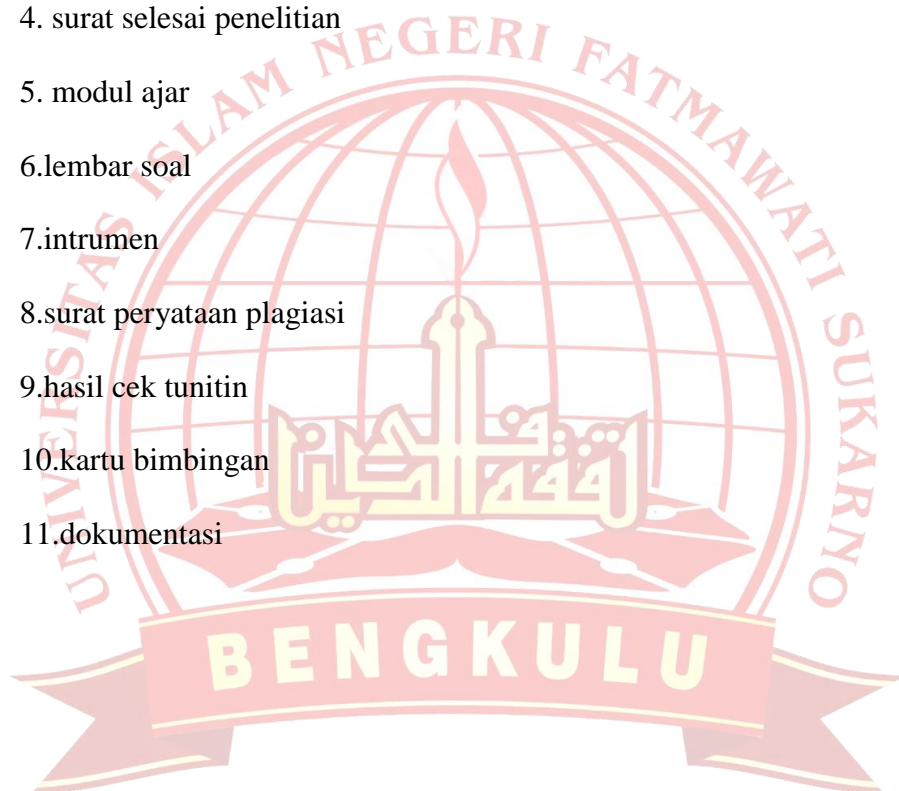 4. surat selesai penelitian
5. modul ajar
6.lembar soal
7.intrumen
8.surat peryataan plagiasi
9.hasil cek tunitin
10.kartu bimbingan
11.dokumentasi
UNIVERSITAS ISLAM NEGERI FATMAWATI SUKARNO
BENGKULU